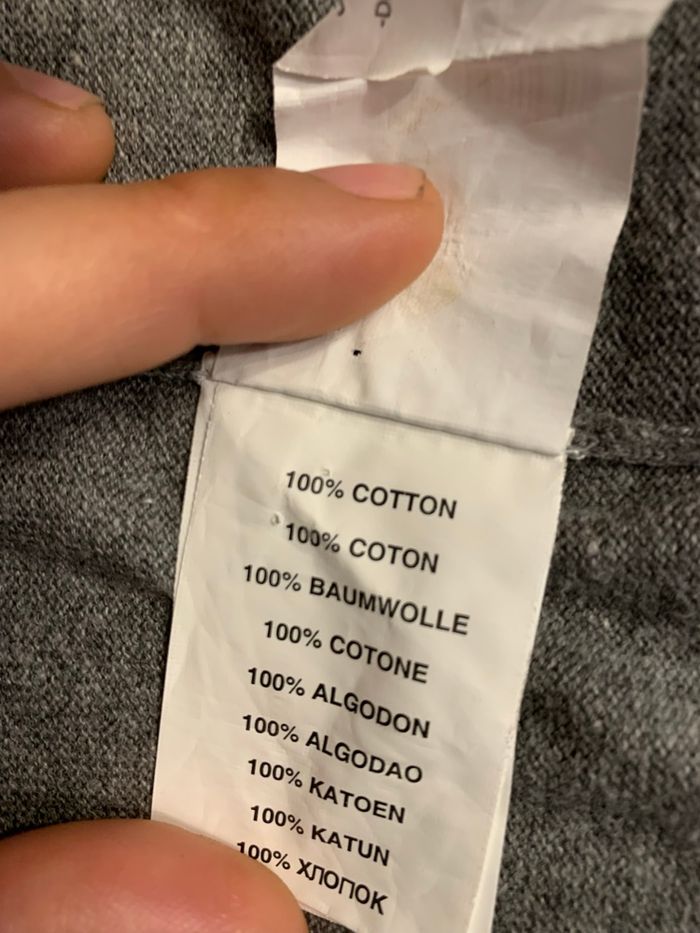 100% COTTON
100% COTON
100% BAUMWOLLE
100% COTONE
100% ALGODON
100% ALGODAO
100% KATOEN
100% KATUN
100% ХЛОПОК